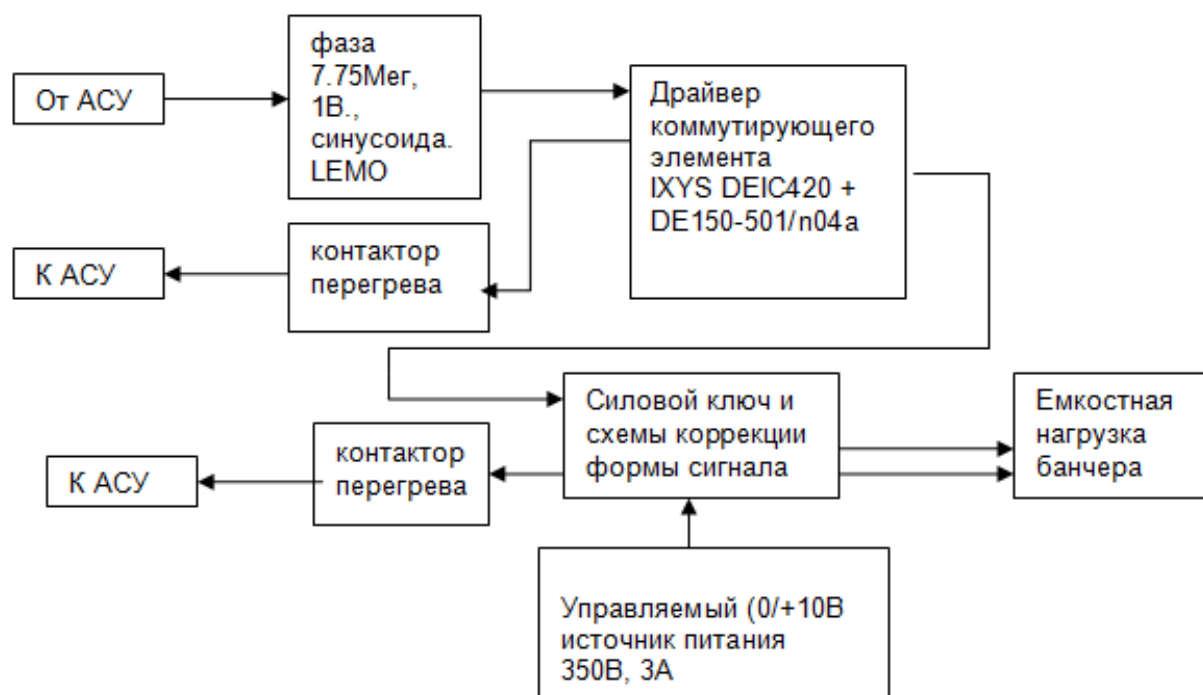 От АСУ
фаза
7.75Мег,
1В.,
синусоида.
LEMO
Драйвер
коммутирующего
элемента
IXYS DEIC420 +
DE150-501/n04a
К АСУ
контактор
перегрева
Силовой ключ и
схемы коррекции
формы сигнала
Емкостная
нагрузка
банчера
К АСУ
контактор
перегрева
Управляемый (0/+10В
источник питания
350В, 3А